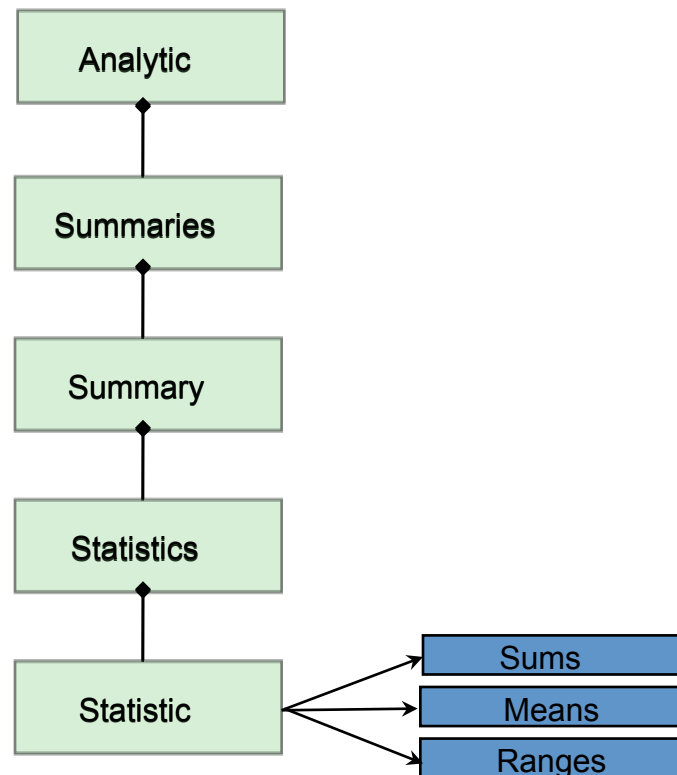 Analytic
Summaries
Summary
Statistics
Statistic
Sums
Means
Ranges